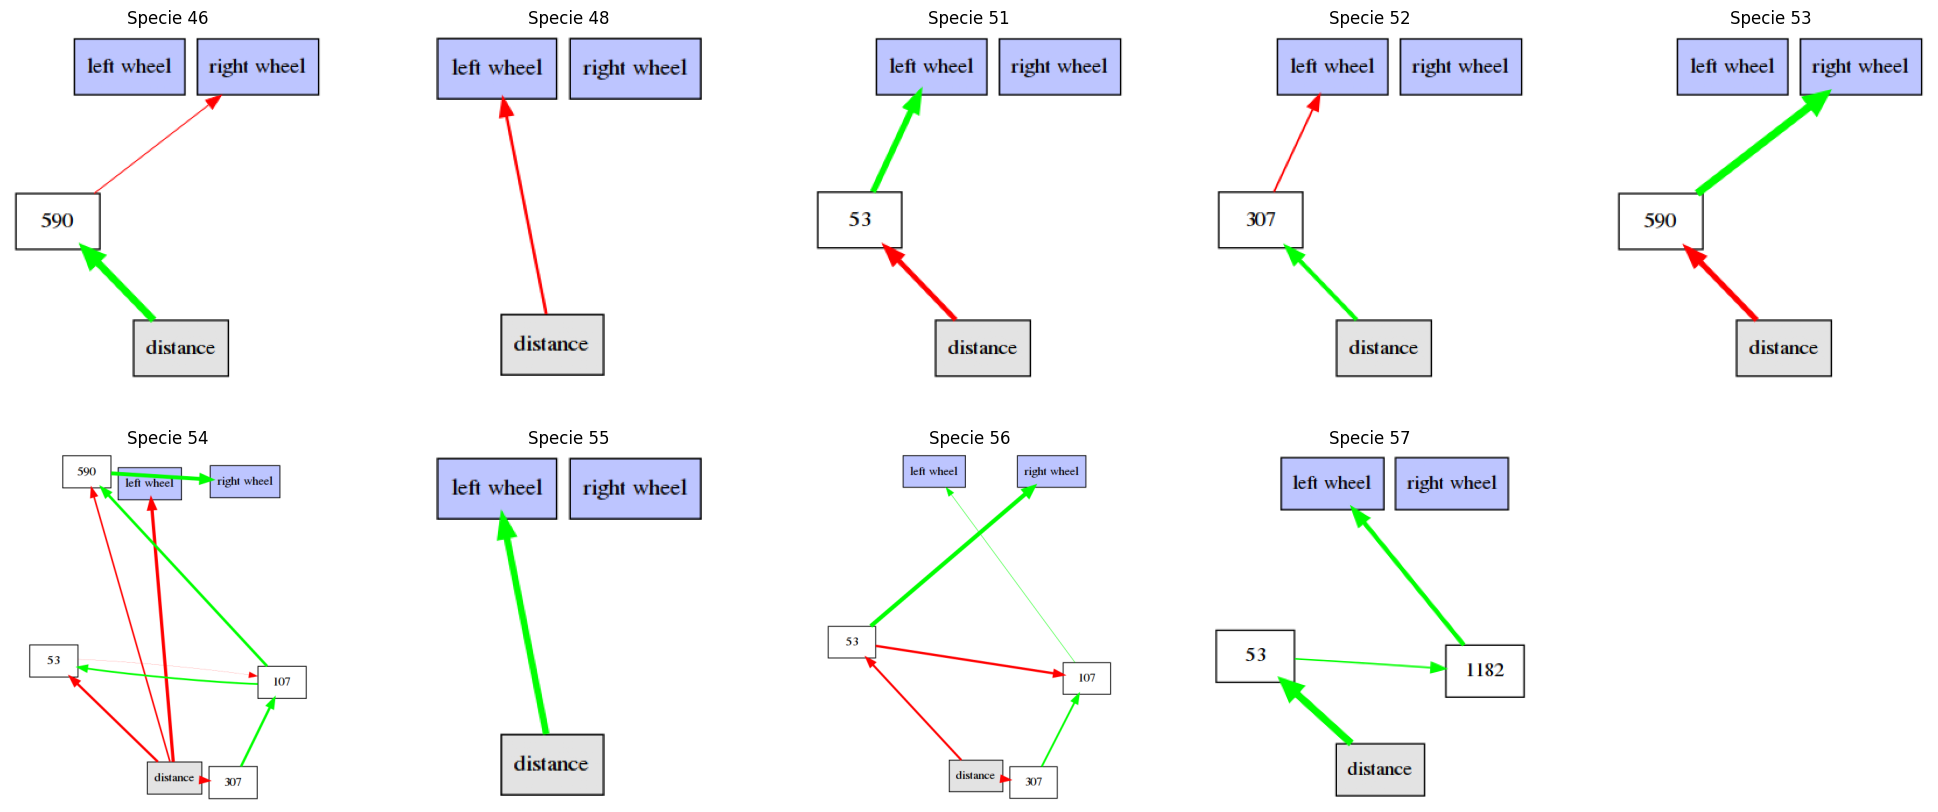 Specie 46
left wheel
right wheel
590
distance
Specie 48
left wheel
right wheel
distance
Specie 51
left wheel
right wheel
53
distance
Specie 52
left wheel
right wheel
307
distance
Specie 53
left wheel
right wheel
590
distance
Specie 54
590
left wheel
right wheel
53
107
distance
307
Specie 55
left wheel
right wheel
distance
Specie 56
left wheel
right wheel
53
107
distance
307
Specie 57
left wheel
right wheel
53
1182
distance